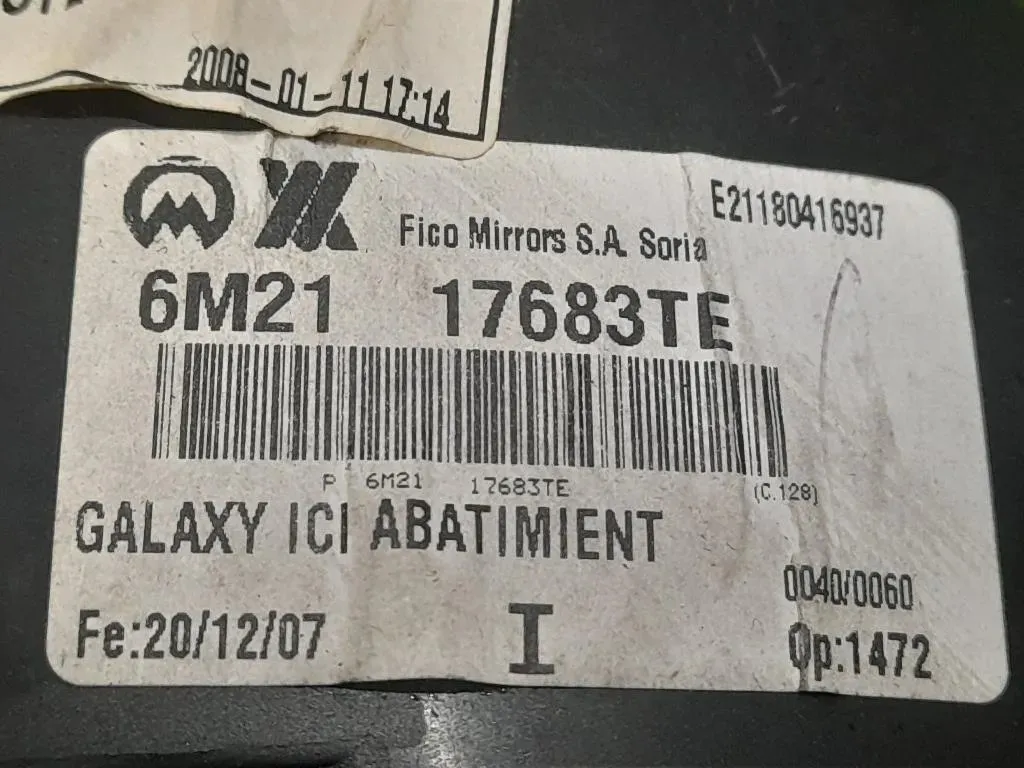 2008-01-11 17:14
E21180416937
Fico Mirrors S.A. Soria
6M21 17683TE
P 6M21 17683TE (C.128)
GALAXY ICI ABATIMIENT
0040/0060
Fe:20/12/07 I Op:1472